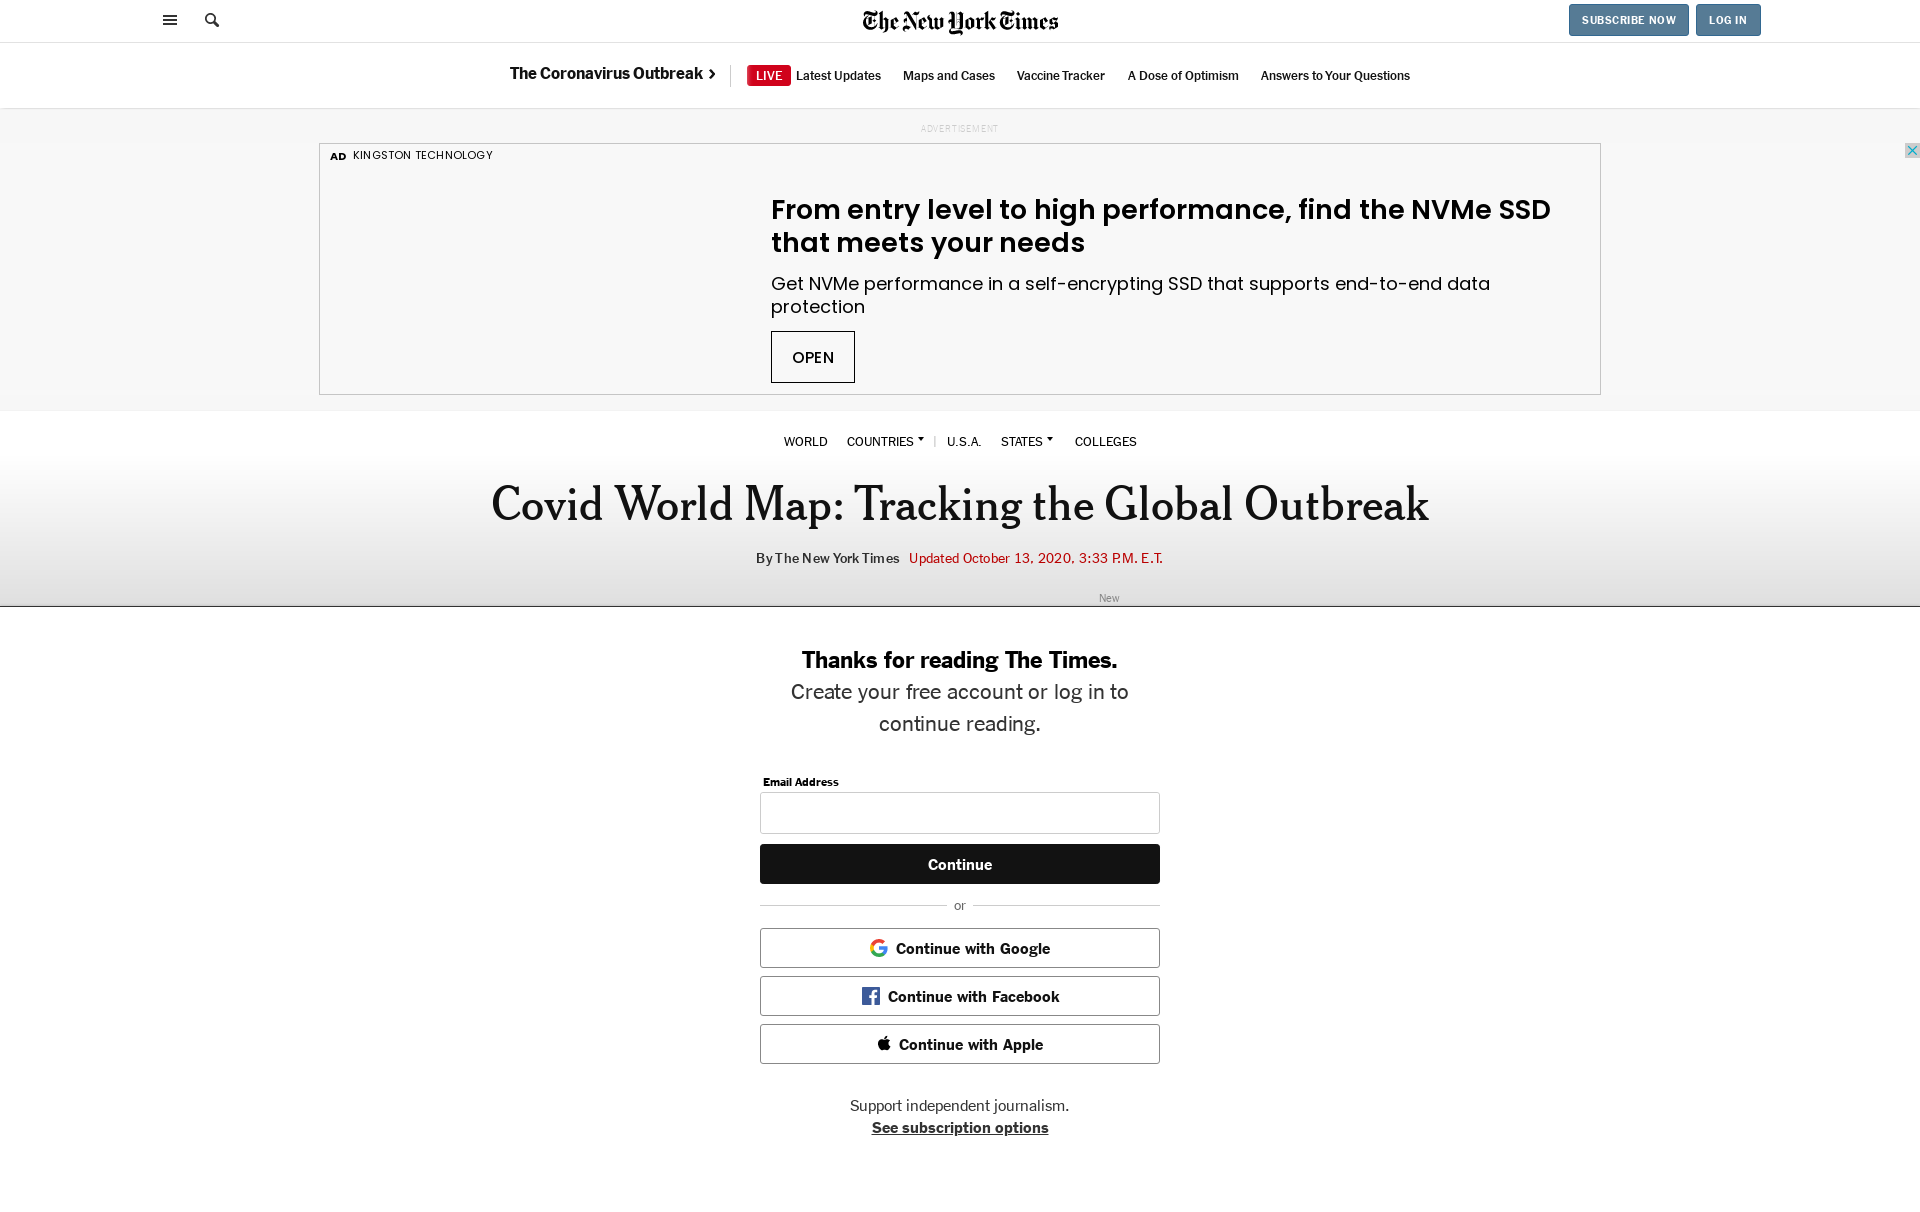 The New York Times
SUBSCRIBE NOW
LOG IN
The Coronavirus Outbreak
LIVE Latest Updates
Maps and Cases
Vaccine Tracker
A Dose of Optimism
Answers to Your Questions
ADVERTISEMENT
AD KINGSTON TECHNOLOGY
From entry level to high performance, find the NVMe SSD
that meets your needs
Get NVMe performance in a self-encrypting SSD that supports end-to-end data
protection
OPEN
WORLD COUNTRIES | U.S.A. STATES COLLEGES
Covid World Map: Tracking the Global Outbreak
By The New York Times Updated October 13, 2020, 3:33 P.M. E.T.
New
Thanks for reading The Times.
Create your free account or log in to
continue reading.
Email Address
Continue
or
Continue with Google
Continue with Facebook
Continue with Apple
Support independent journalism.
See subscription options